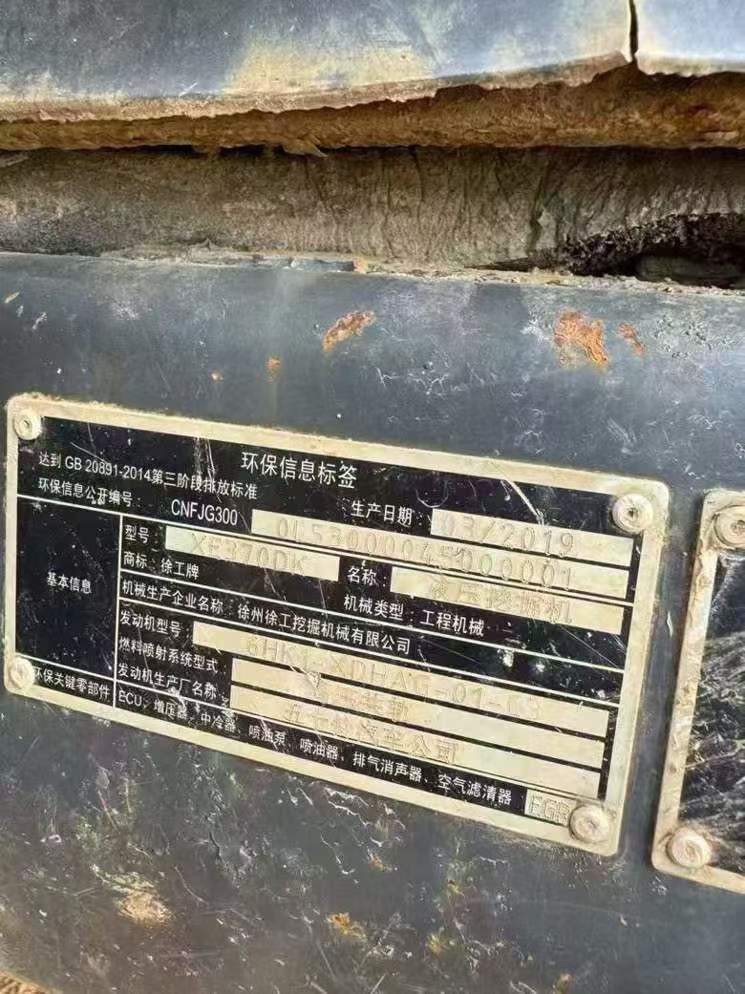 环保信息标签
达到 GB 20891-2014第三阶段排放标准
生产日期: 03/2019
环保信息公开编号 CNFJG300
基本信息
型号: XE370DK 名称: 液压挖掘机
商标: 徐工牌 机械类型: 工程机械
机械生产企业名称: 徐州徐工挖掘机械有限公司
发动机型号:
燃料喷射系统型式
发动机生产厂名称 五十铃汽车公司
环保关键零部件 ECU、增压器、中冷器、喷油泵、喷油器、排气消声器、空气滤清器 EGR